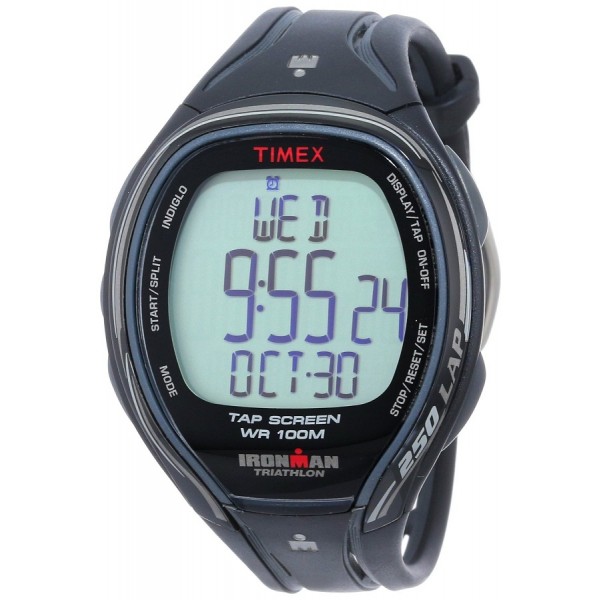 TIMEX
INDIGLO
START/SPLIT
MODE
DISPLAY/TAP
ON-OFF
STOP/RESET/SET
WED
9:55 24
OCT:30
TAP SCREEN
WR 100M
IRONMAN
TRIATHLON
250 LAP